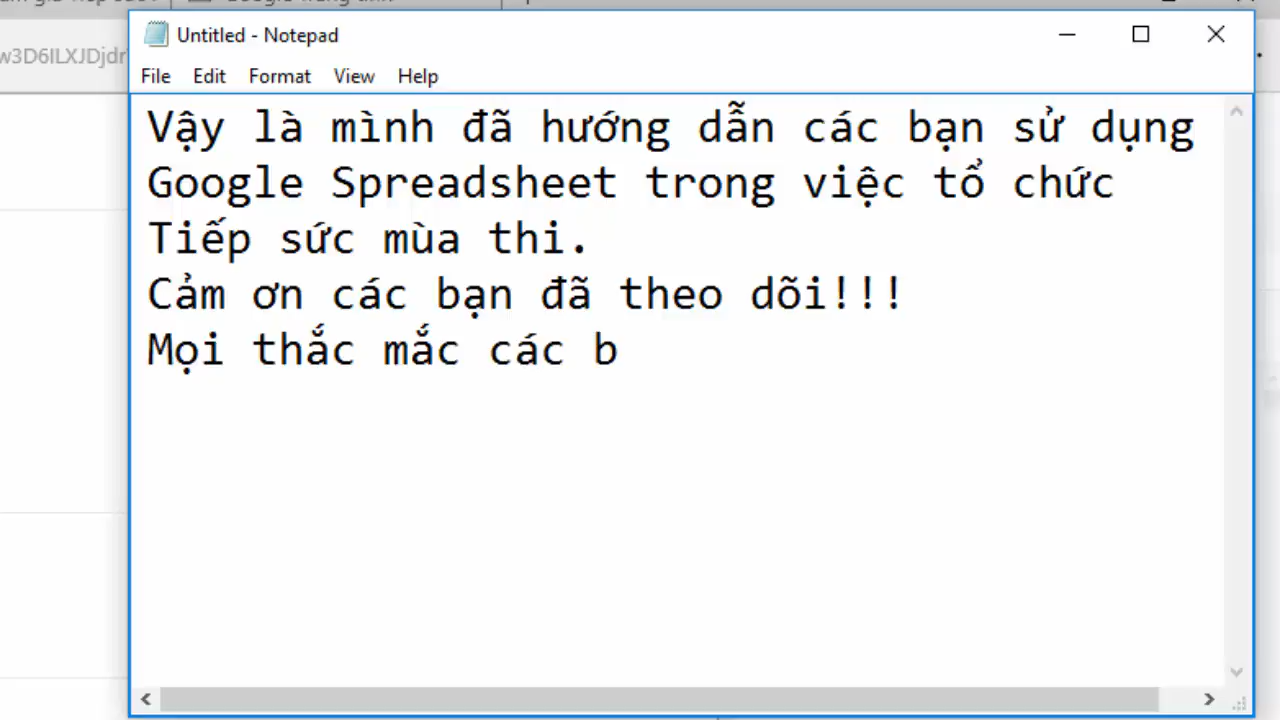 Untitled - Notepad
File Edit Format View Help
Vậy là mình đã hướng dẫn các bạn sử dụng
Google Spreadsheet trong việc tổ chức
Tiếp sức mùa thi.
Cảm ơn các bạn đã theo dõi!!!
Mọi thắc mắc các b